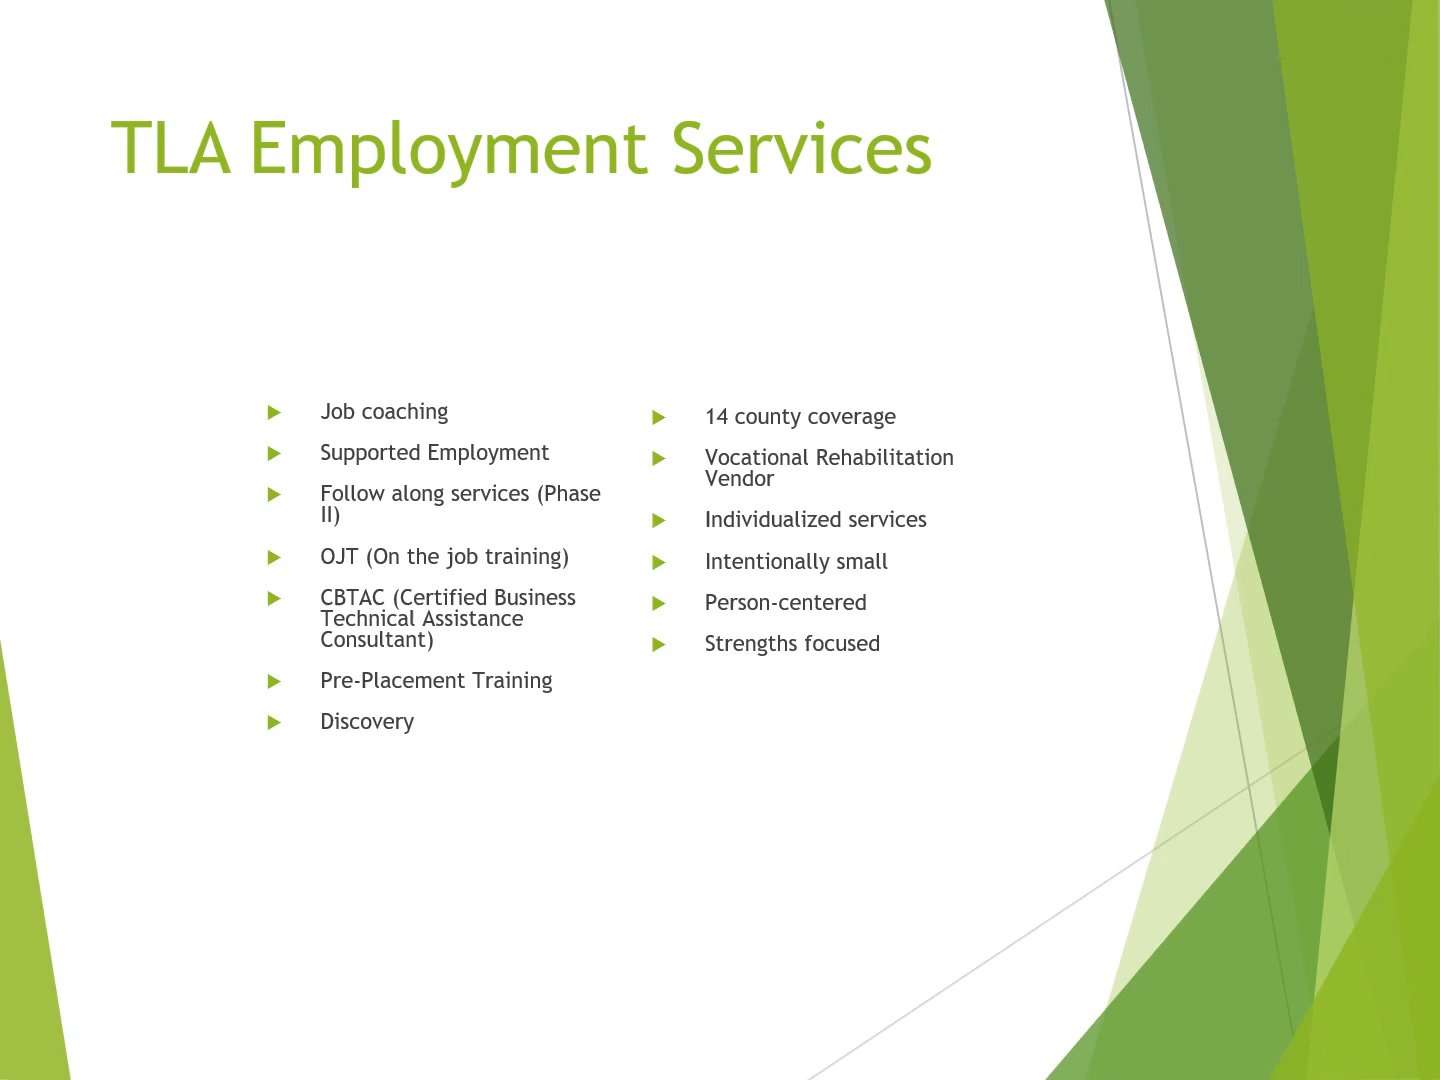 TLA Employment Services
Job coaching
Supported Employment
Follow along services (Phase
II)
OJT (On the job training)
CBTAC (Certified Business
Technical Assistance
Consultant)
Pre-Placement Training
Discovery
14 county coverage
Vocational Rehabilitation
Vendor
Individualized services
Intentionally small
Person-centered
Strengths focused